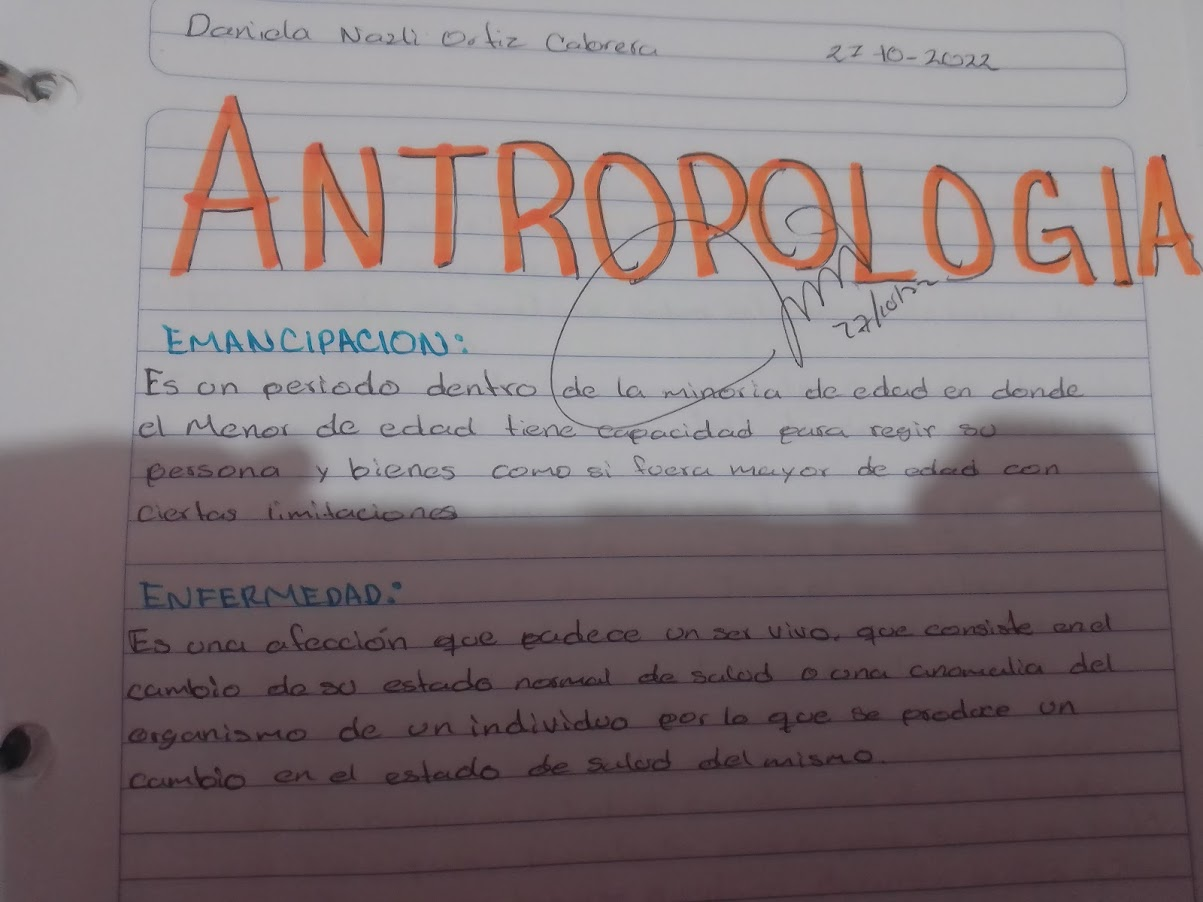 Daniela Nazli Ortiz Cabrera 27-10-2022
ANTROPOLOGIA
27/10/22
EMANCIPACION:
Es un periodo dentro de la minoria de edad en donde
el Menor de edad tiene capacidad para regir su
persona y bienes como si fuera mayor de edad con
ciertas limitaciones
ENFERMEDAD:
Es una afección que padece un ser vivo, que consiste en el
cambio de su estado normal de salud o una anomalia del
organismo de un individuo por lo que se produce un
cambio en el estado de salud del mismo.